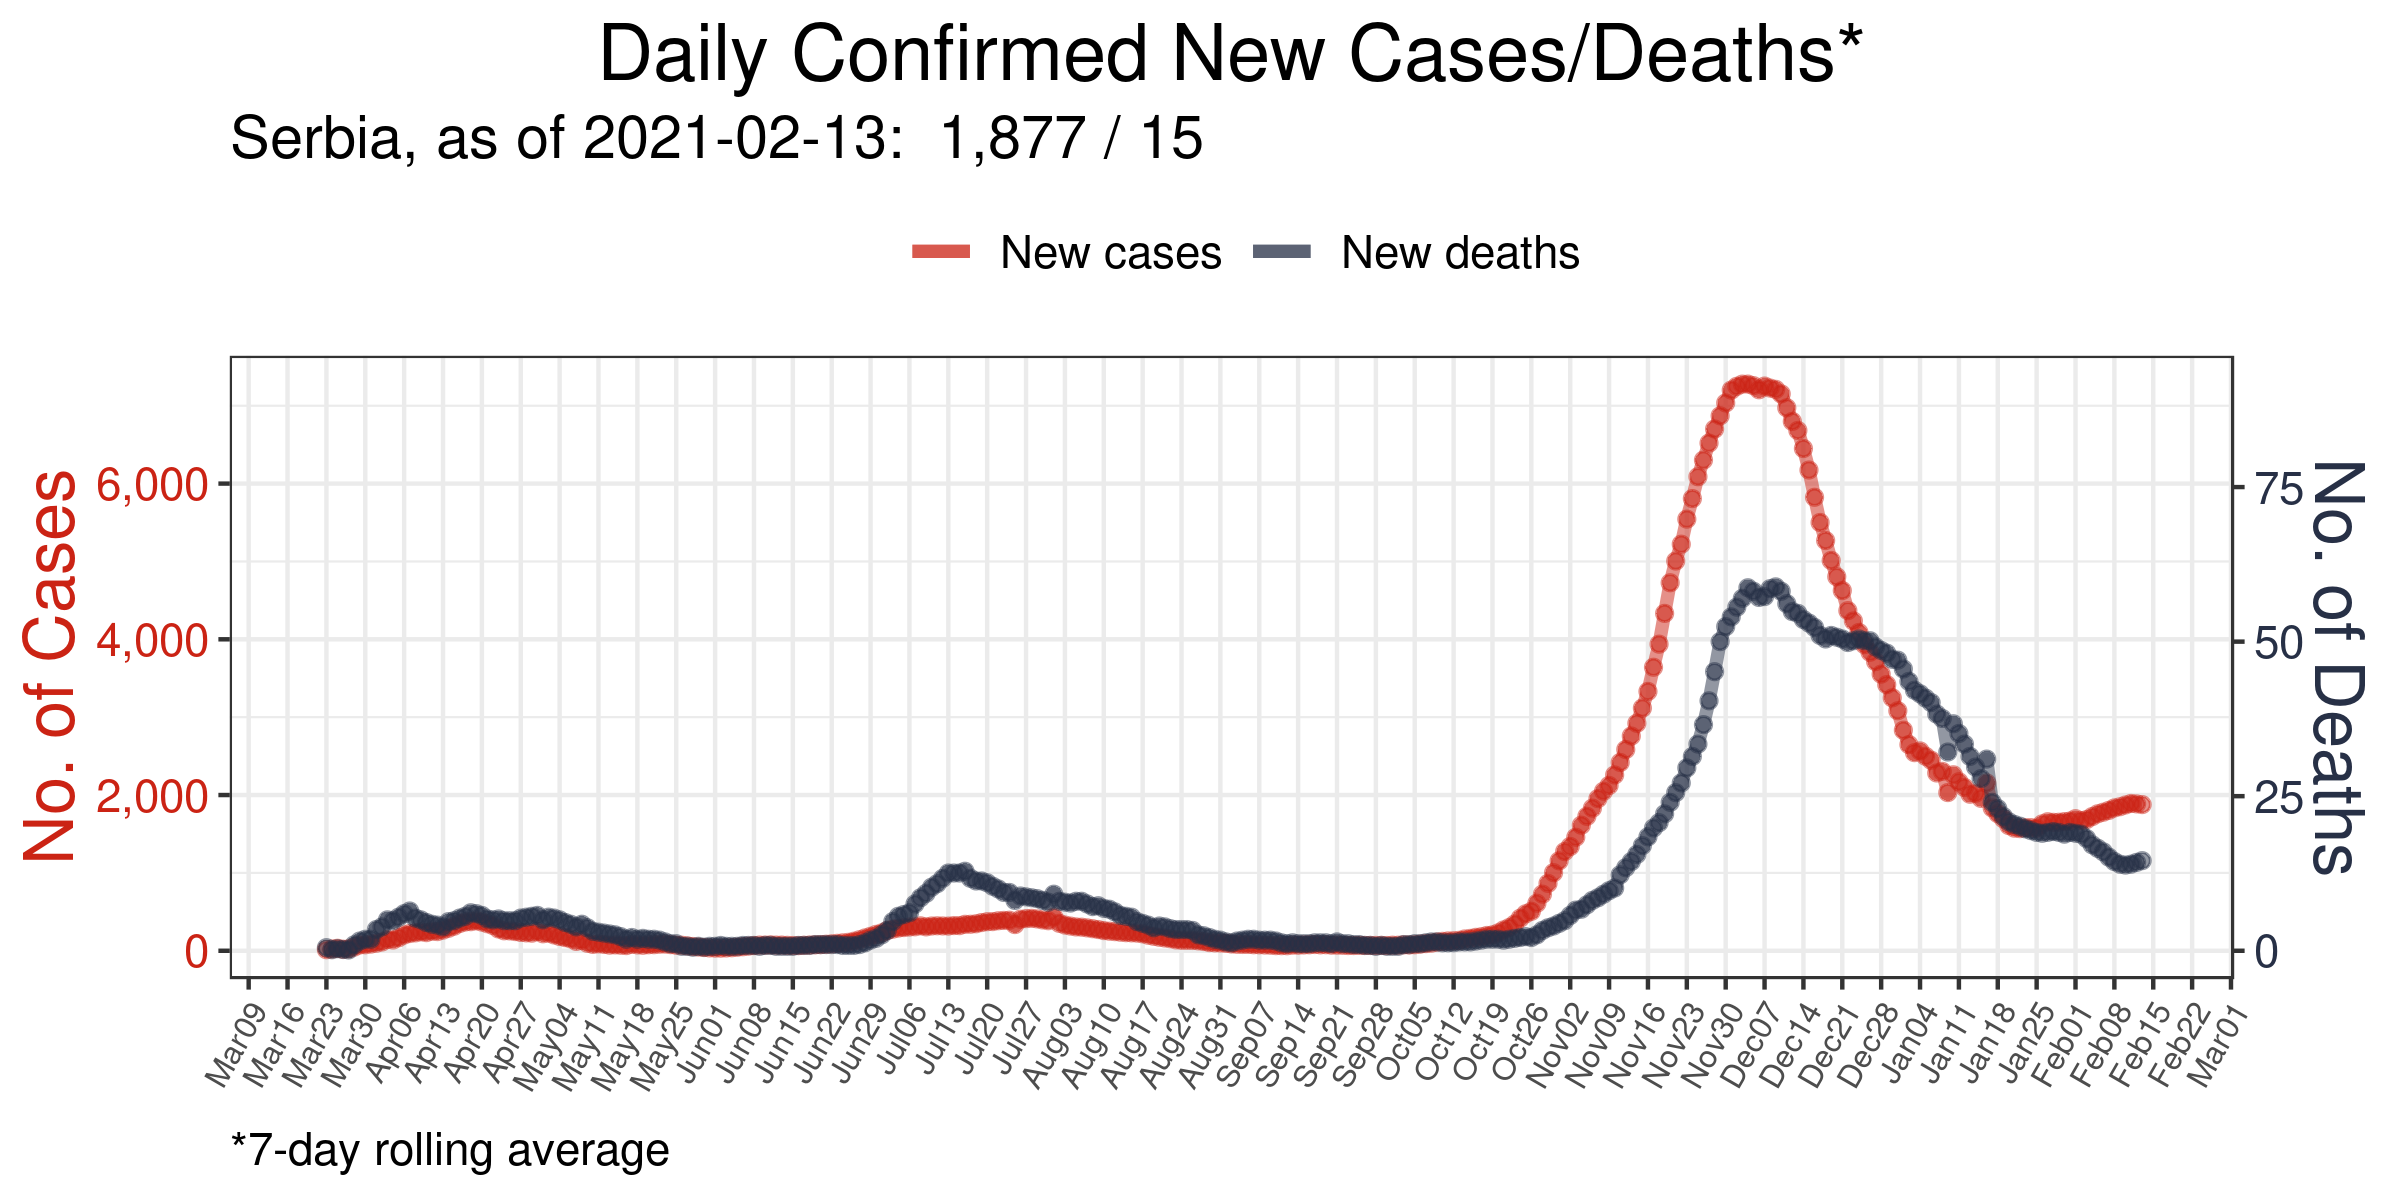 Daily Confirmed New Cases/Deaths*
Serbia, as of 2021-02-13:  1,877 / 15
New cases
New deaths
No. of Cases
6,000
4,000
2,000
0
No. of Deaths
75
50
25
0
Mar09
Mar16
Mar23
Mar30
Apr06
Apr13
Apr20
Apr27
May04
May11
May18
May25
Jun01
Jun08
Jun15
Jun22
Jun29
Jul06
Jul13
Jul20
Jul27
Aug03
Aug10
Aug17
Aug24
Aug31
Sep07
Sep14
Sep21
Sep28
Oct05
Oct12
Oct19
Oct26
Nov02
Nov09
Nov16
Nov23
Nov30
Dec07
Dec14
Dec21
Dec28
Jan04
Jan11
Jan18
Jan25
Feb01
Feb08
Feb15
Feb22
Mar01
*7-day rolling average